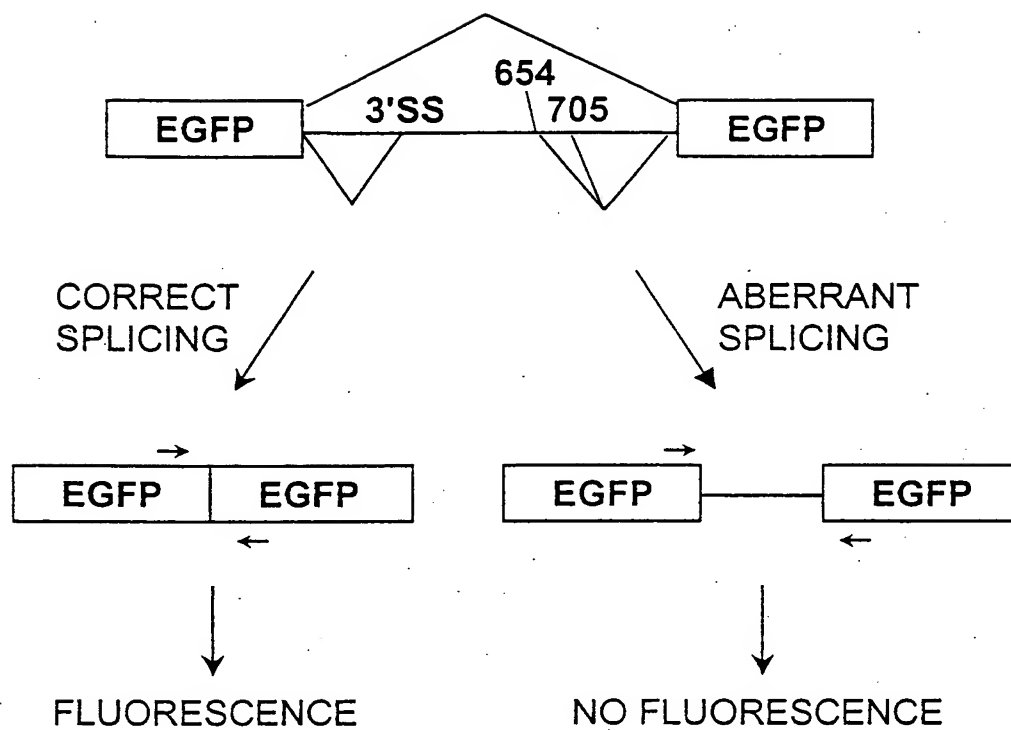 654
3'SS
705
EGFP
EGFP
CORRECT
SPLICING
ABERRANT
SPLICING
EGFP
EGFP
EGFP
EGFP
FLUORESCENCE
NO FLUORESCENCE